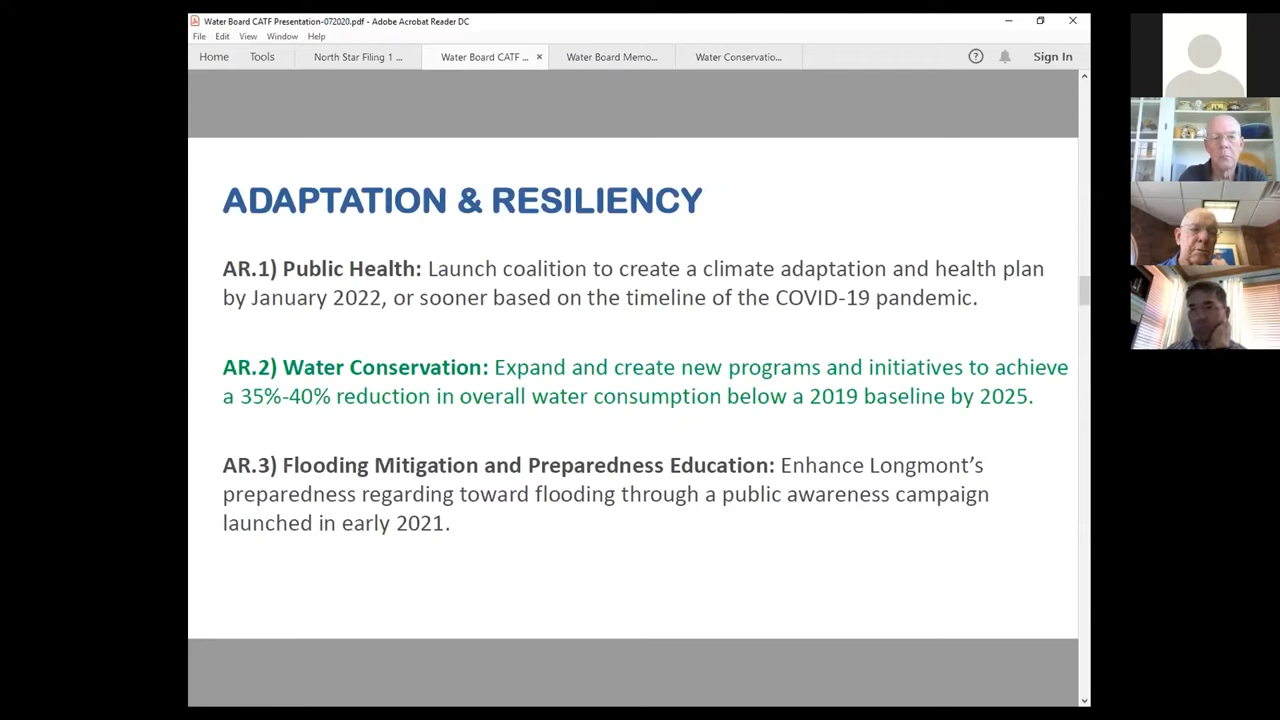 Water Board CATF Presentation-072020.pdf - Adobe Acrobat Reader DC
File Edit View Window Help
Home Tools North Star Filing 1 ... Water Board CATF ... × Water Board Memo... Water Conservatio... ? Sign In
ADAPTATION & RESILIENCY
AR.1) Public Health: Launch coalition to create a climate adaptation and health plan
by January 2022, or sooner based on the timeline of the COVID-19 pandemic.
AR.2) Water Conservation: Expand and create new programs and initiatives to achieve
a 35%-40% reduction in overall water consumption below a 2019 baseline by 2025.
AR.3) Flooding Mitigation and Preparedness Education: Enhance Longmont's
preparedness regarding toward flooding through a public awareness campaign
launched in early 2021.